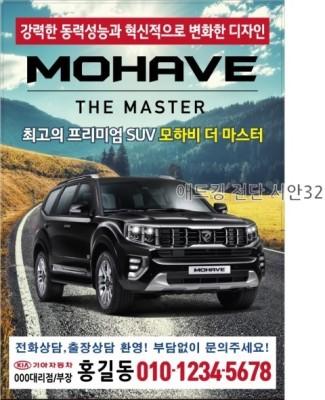 강력한 동력성능과 혁신적으로 변화한 디자인
MOHAVE
THE MASTER
최고의 프리미엄 SUV 모하비 더 마스터
애드킹 전단 시안32
MOHAVE
전화상담,출장상담 환영! 부담없이 문의주세요!
KIA 기아자동차
000대리점/부장 홍길동 010-1234-5678